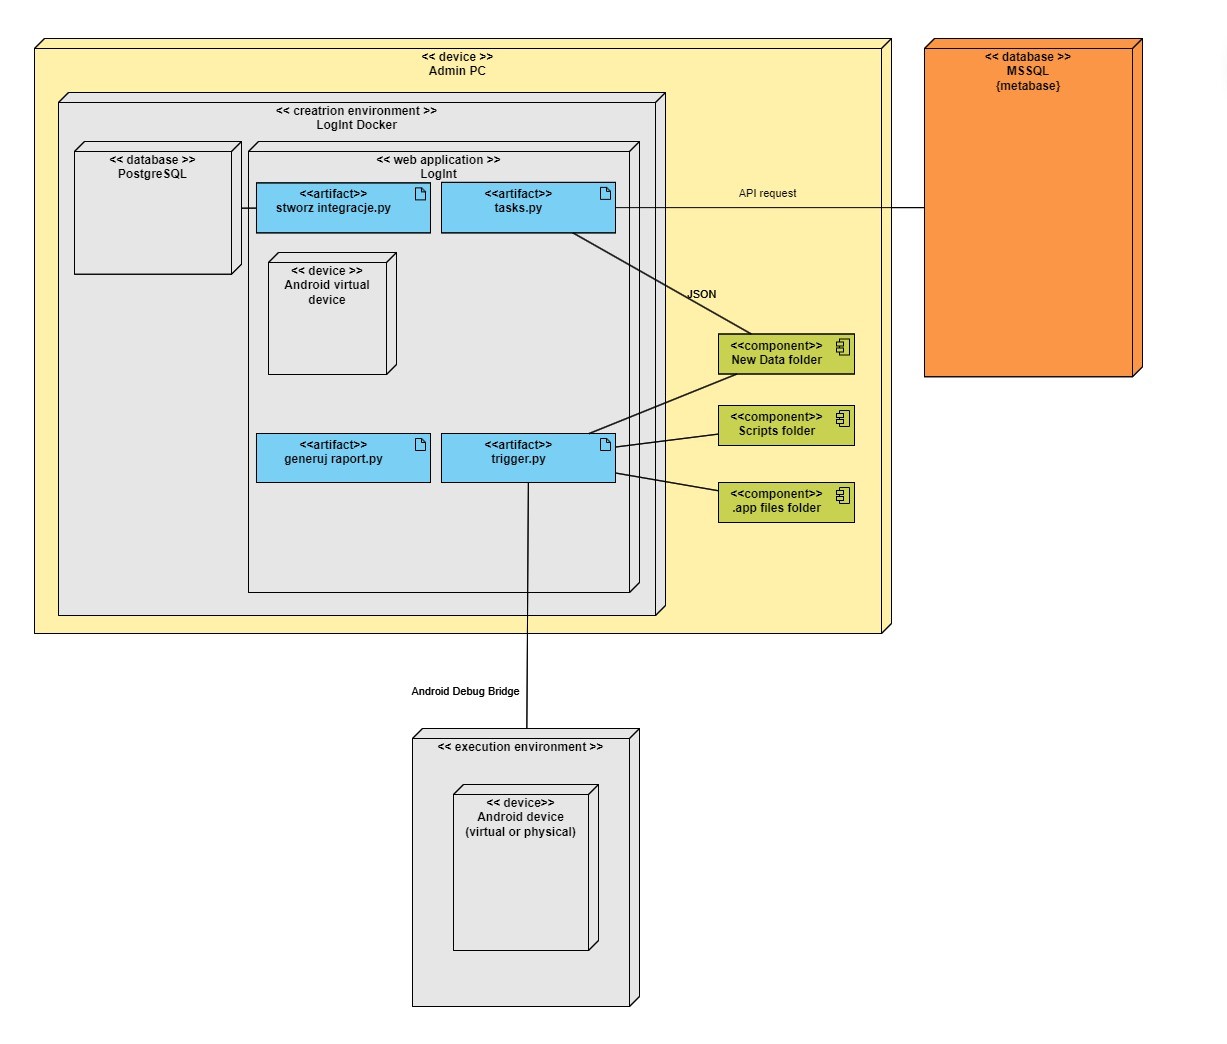 << device >>
Admin PC
<< database >>
MSSQL
{metabase}
<< creatrion environment >>
LogInt Docker
<< database >>
PostgreSQL
<< web application >>
LogInt
<<artifact>>
stworz integracje.py
<<artifact>>
tasks.py
API request
<< device >>
Android virtual
device
JSON
<<component>>
New Data folder
<<component>>
Scripts folder
<<artifact>>
generuj raport.py
<<artifact>>
trigger.py
<<component>>
.app files folder
Android Debug Bridge
<< execution environment >>
<< device>>
Android device
(virtual or physical)